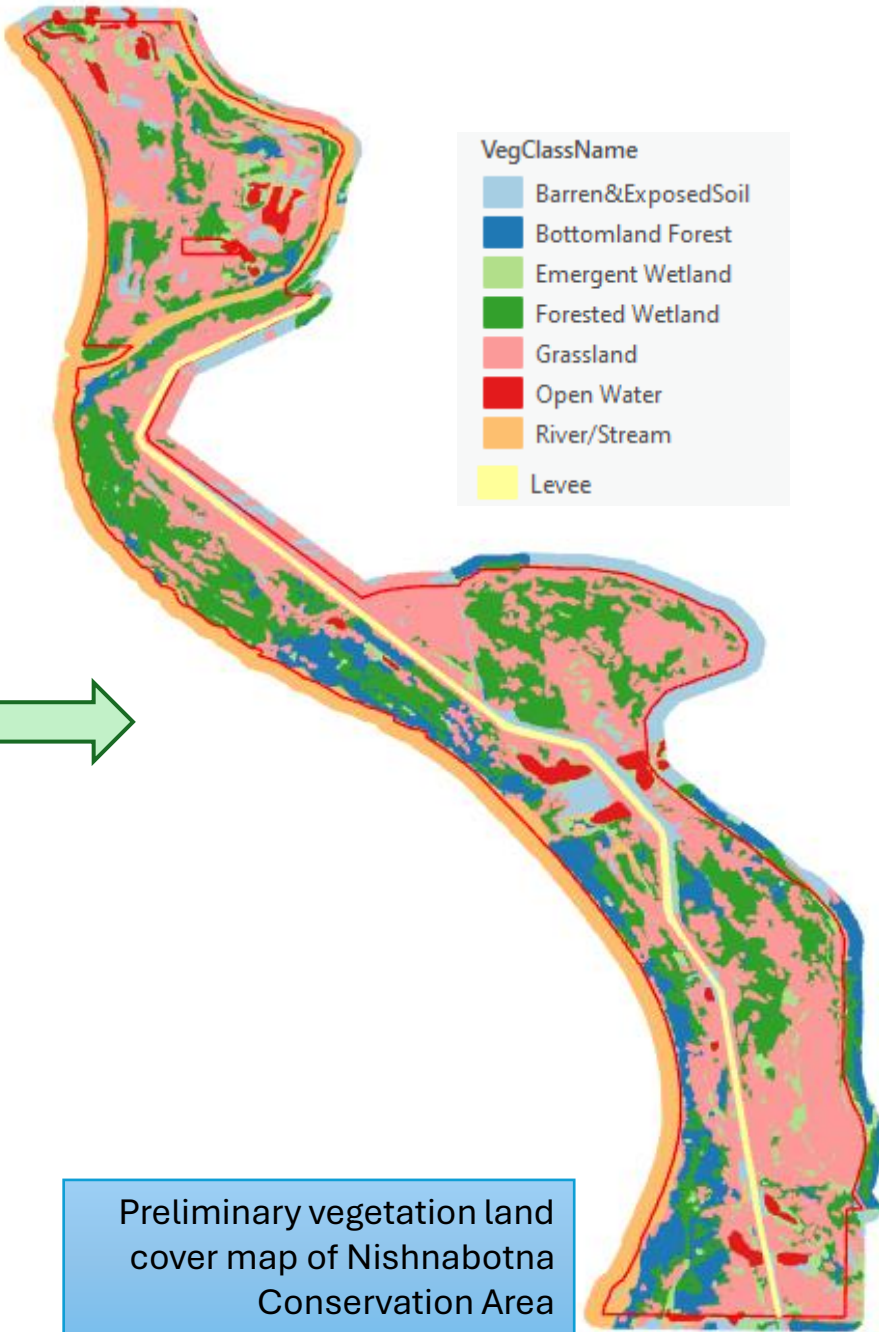 VegClassName
Barren&ExposedSoil
Bottomland Forest
Emergent Wetland
Forested Wetland
Grassland
Open Water
River/Stream
Levee
Preliminary vegetation land
cover map of Nishnabotna
Conservation Area